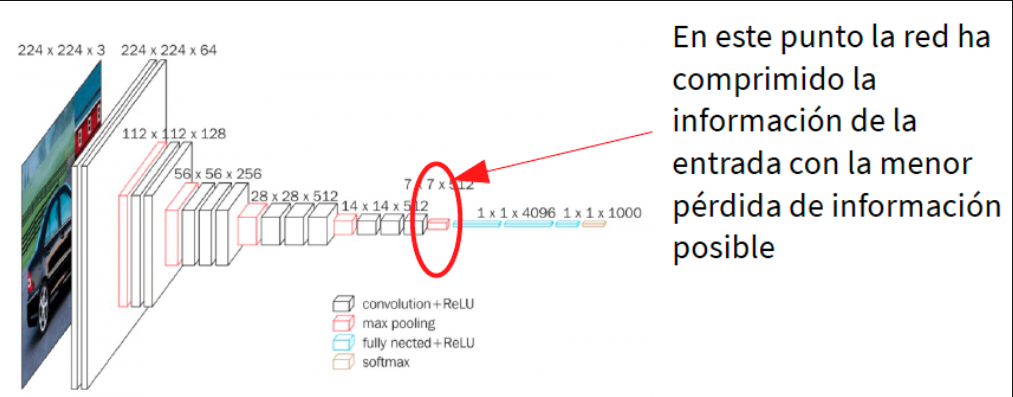 224 x 224 x 3 224 x 224 x 64
112 x 112 x 128
56 x 56 x 256
28 x 28 x 512
14 x 14 x 512
7 x 7 x 512
1 x 1 x 4096 1 x 1 x 1000
convolution+ReLU
max pooling
fully nected+ReLU
softmax
En este punto la red ha
comprimido la
información de la
entrada con la menor
pérdida de información
posible